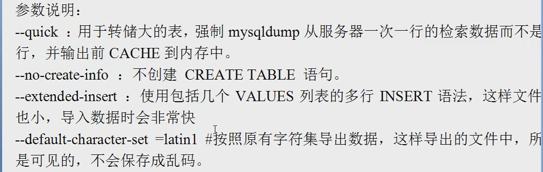 参数说明：
--quick ：用于转储大的表，强制 mysqldump 从服务器一次一行的检索数据而不是
行，并输出前 CACHE 到内存中。
--no-create-info ：不创建 CREATE TABLE 语句。
--extended-insert：使用包括几个 VALUES 列表的多行 INSERT 语法，这样文件
也小，导入数据时会非常快
--default-character-set =latin1 #按照原有字符集导出数据，这样导出的文件中，所
是可见的，不会保存成乱码。